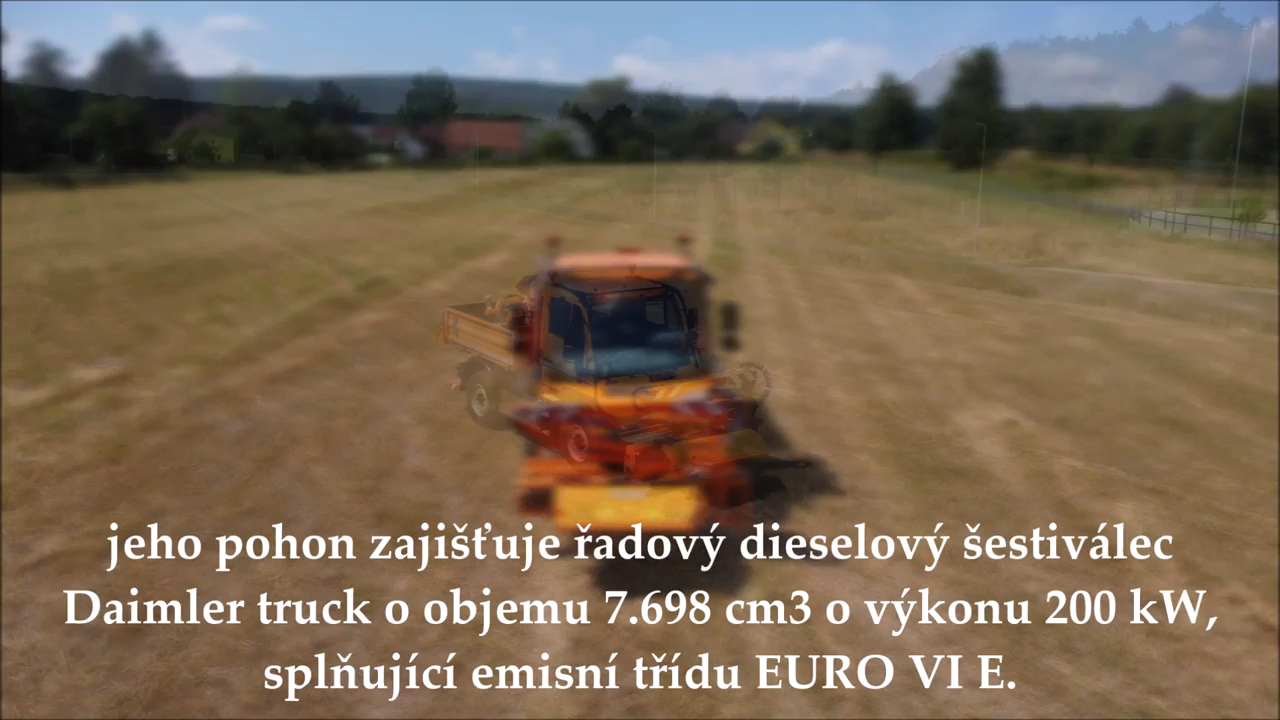 jeho pohon zajišťuje řadový dieselový šestiválec
Daimler truck o objemu 7.698 cm3 o výkonu 200 kW,
splňující emisní třídu EURO VI E.